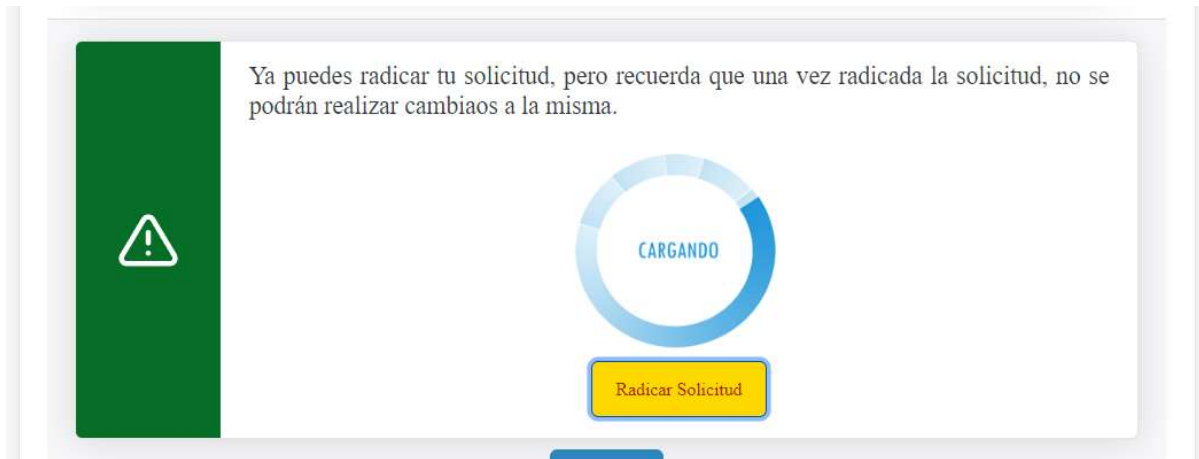 Ya puedes radicar tu solicitud, pero recuerda que una vez radicada la solicitud, no se
podrán realizar cambiaos a la misma.
CARGANDO
Radicar Solicitud